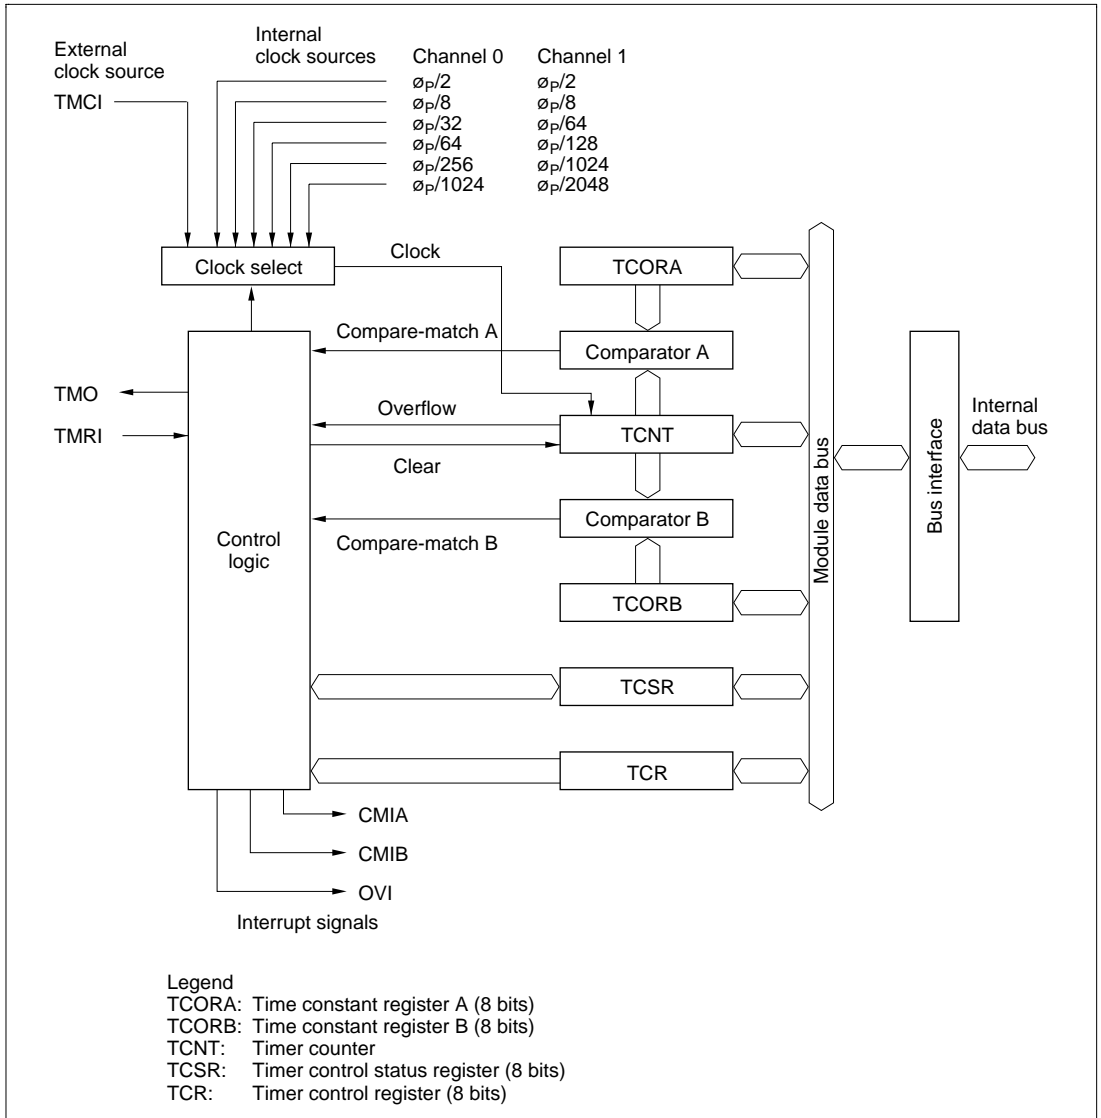 External
clock source
Internal
clock sources
Channel 0 Channel 1
TMCI
øP/2 øP/2
øP/8 øP/8
øP/32 øP/64
øP/64 øP/128
øP/256 øP/1024
øP/1024 øP/2048
Clock select
Clock
TCORA
Compare-match A
Comparator A
TMO
Overflow
TCNT
TMRI
Clear
Internal
data bus
Control
logic
Comparator B
Compare-match B
Module data bus
Bus interface
TCORB
TCSR
TCR
CMIA
CMIB
OVI
Interrupt signals
Legend
TCORA: Time constant register A (8 bits)
TCORB: Time constant register B (8 bits)
TCNT: Timer counter
TCSR: Timer control status register (8 bits)
TCR: Timer control register (8 bits)